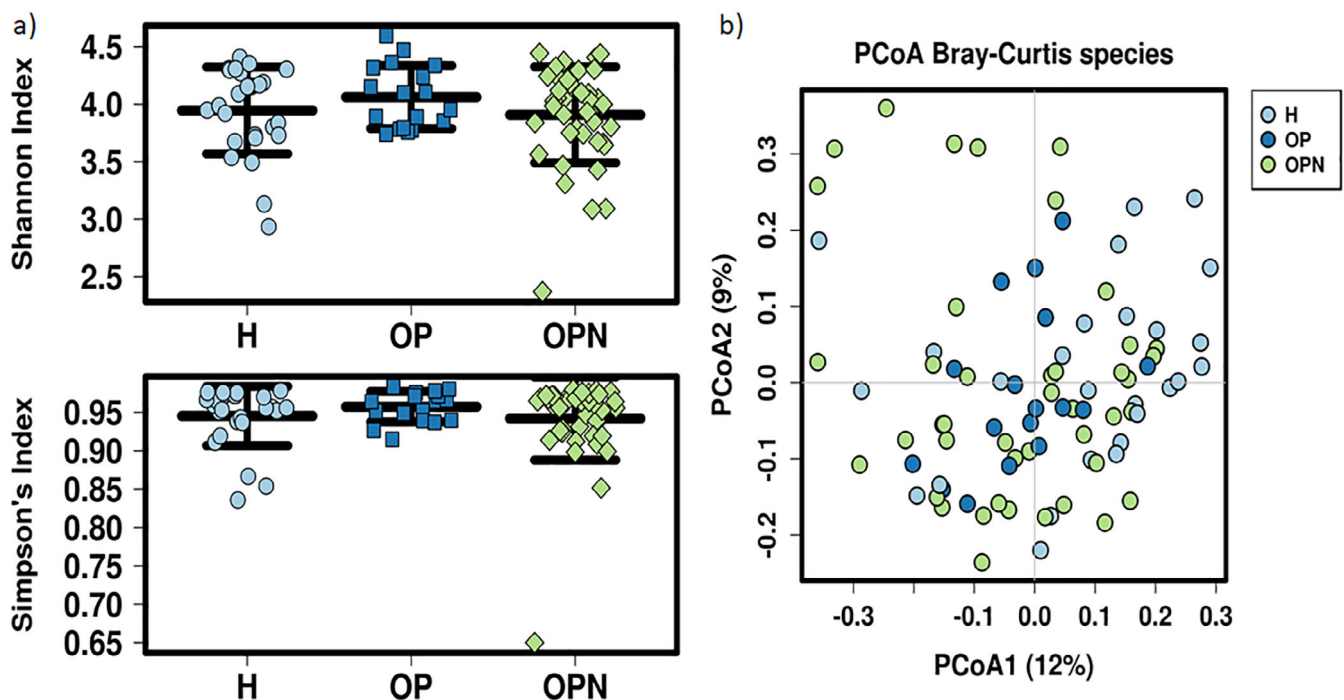 a)
Shannon Index
4.5
4.0
3.5
3.0
2.5
H OP OPN
Simpson's Index
0.95
0.90
0.85
0.80
0.75
0.70
0.65
H OP OPN
b)
PCoA Bray-Curtis species
PCoA2 (9%)
0.3
0.2
0.1
0.0
-0.1
-0.2
-0.3 -0.1 0.0 0.1 0.2 0.3
PCoA1 (12%)
H
OP
OPN